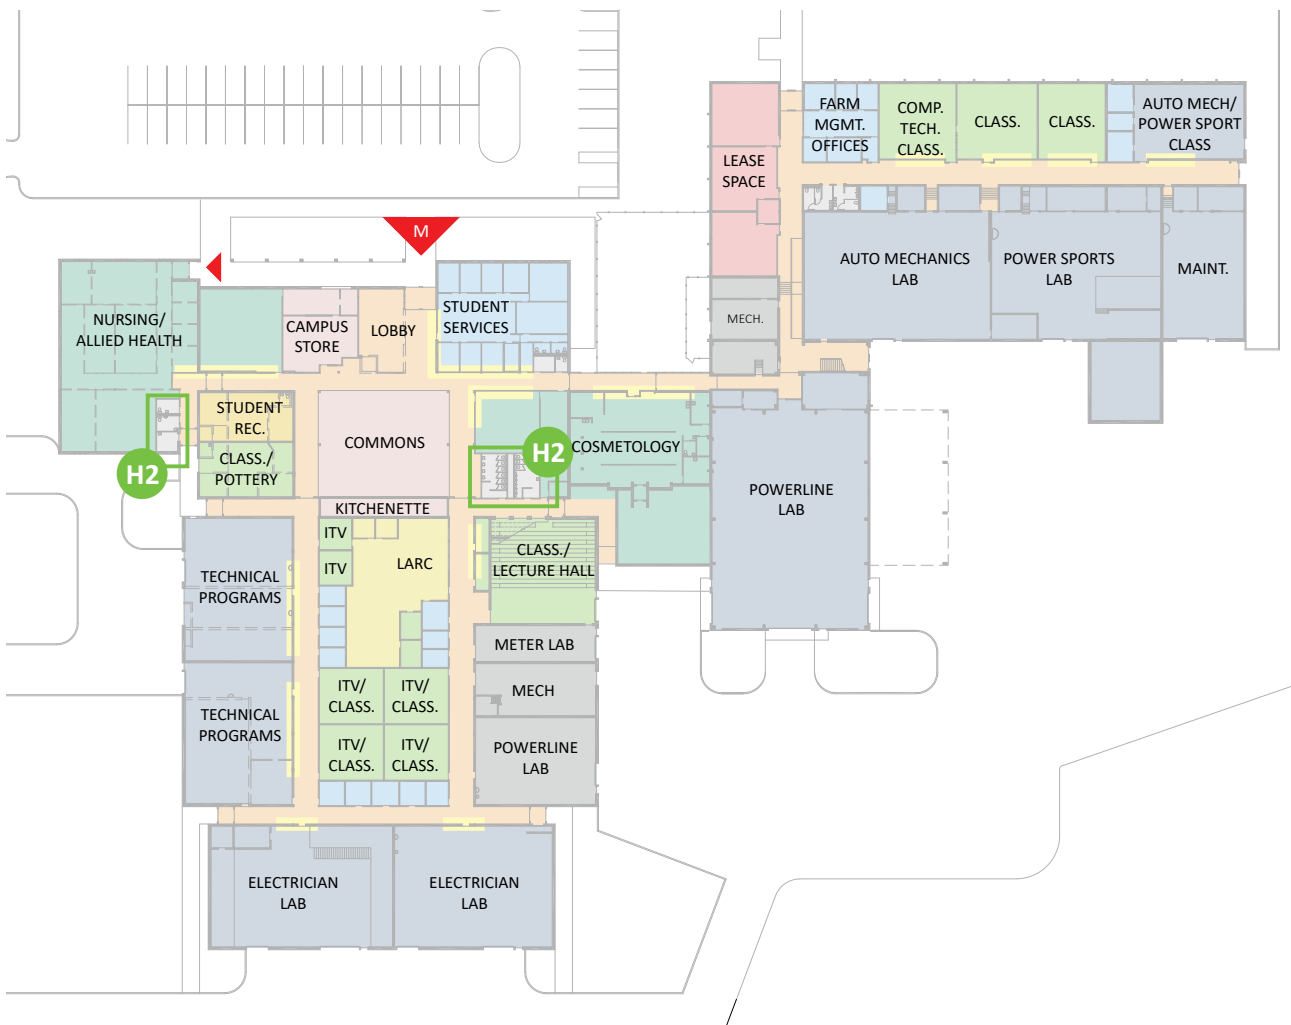 FARM
MGMT.
OFFICES
COMP.
TECH.
CLASS.
CLASS.
CLASS.
AUTO MECH/
POWER SPORT
CLASS
LEASE
SPACE
M
AUTO MECHANICS
LAB
POWER SPORTS
LAB
MAINT.
NURSING/
ALLIED HEALTH
CAMPUS
STORE
LOBBY
STUDENT
SERVICES
MECH.
STUDENT
REC.
COMMONS
H2
COSMETOLOGY
CLASS./
POTTERY
H2
POWERLINE
LAB
KITCHENETTE
ITV
ITV
LARC
CLASS./
LECTURE HALL
TECHNICAL
PROGRAMS
METER LAB
ITV/
CLASS.
ITV/
CLASS.
MECH
TECHNICAL
PROGRAMS
ITV/
CLASS.
ITV/
CLASS.
POWERLINE
LAB
ELECTRICIAN
LAB
ELECTRICIAN
LAB